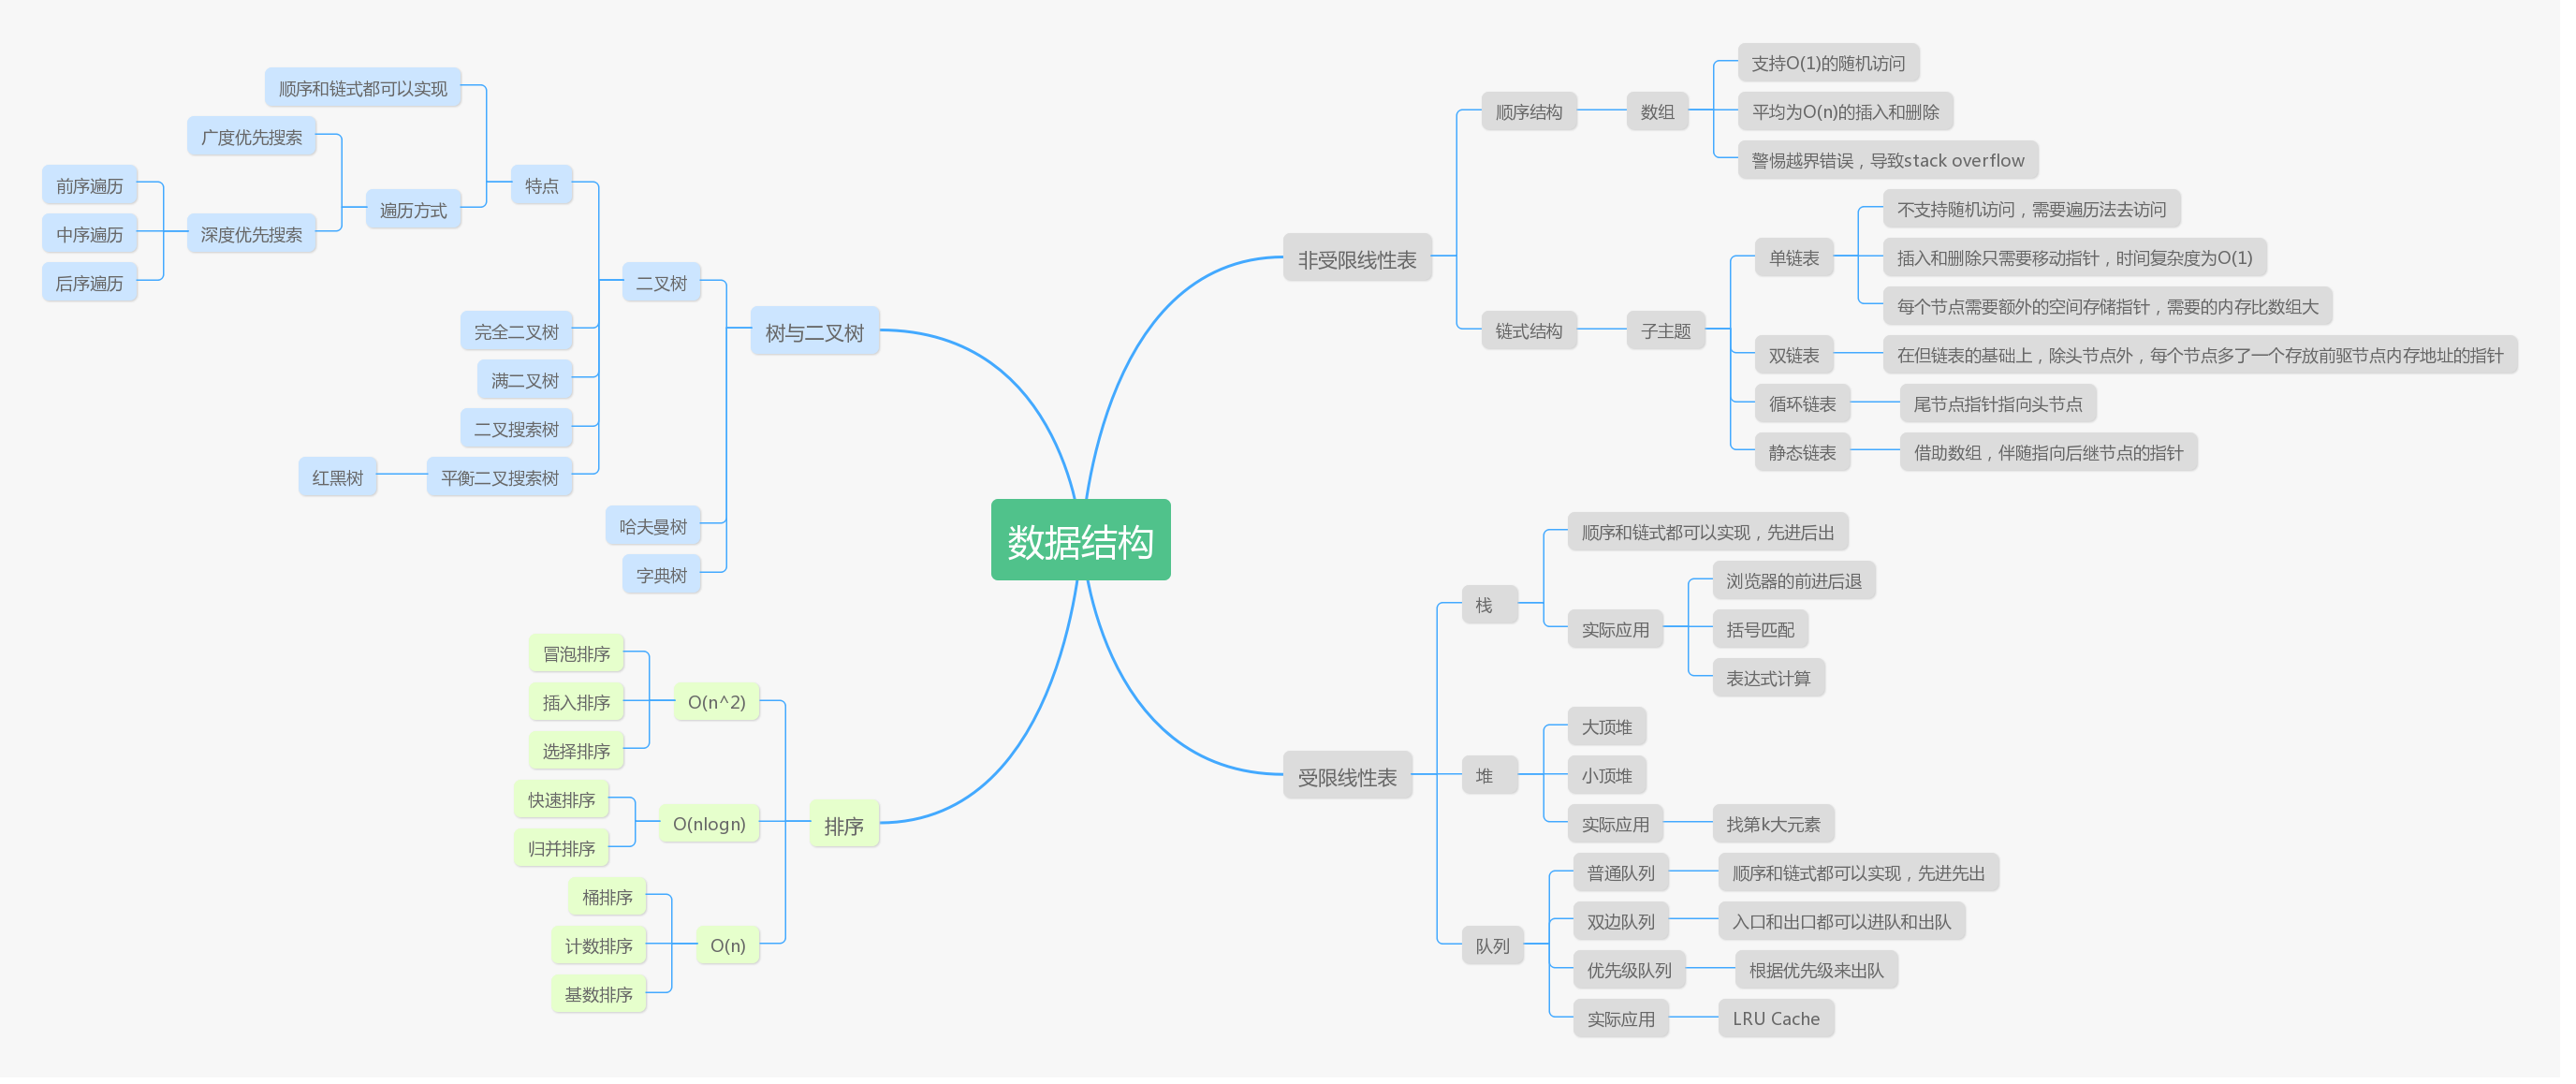 数据结构
非受限线性表
顺序结构
数组
支持O(1)的随机访问
平均为O(n)的插入和删除
警惕越界错误，导致stack overflow
链式结构
子主题
单链表
不支持随机访问，需要遍历法去访问
插入和删除只需要移动指针，时间复杂度为O(1)
每个节点需要额外的空间存储指针，需要的内存比数组大
双链表
在但链表的基础上，除头节点外，每个节点多了一个存放前驱节点内存地址的指针
循环链表
尾节点指针指向头节点
静态链表
借助数组，伴随指向后继节点的指针
受限线性表
栈
顺序和链式都可以实现，先进后出
实际应用
浏览器的前进后退
括号匹配
表达式计算
堆
大顶堆
小顶堆
实际应用
找第k大元素
队列
普通队列
顺序和链式都可以实现，先进先出
双边队列
入口和出口都可以进队和出队
优先级队列
根据优先级来出队
实际应用
LRU Cache
树与二叉树
二叉树
特点
顺序和链式都可以实现
遍历方式
广度优先搜索
深度优先搜索
前序遍历
中序遍历
后序遍历
完全二叉树
满二叉树
二叉搜索树
平衡二叉搜索树
红黑树
哈夫曼树
字典树
排序
O(n^2)
冒泡排序
插入排序
选择排序
O(nlogn)
快速排序
归并排序
O(n)
桶排序
计数排序
基数排序